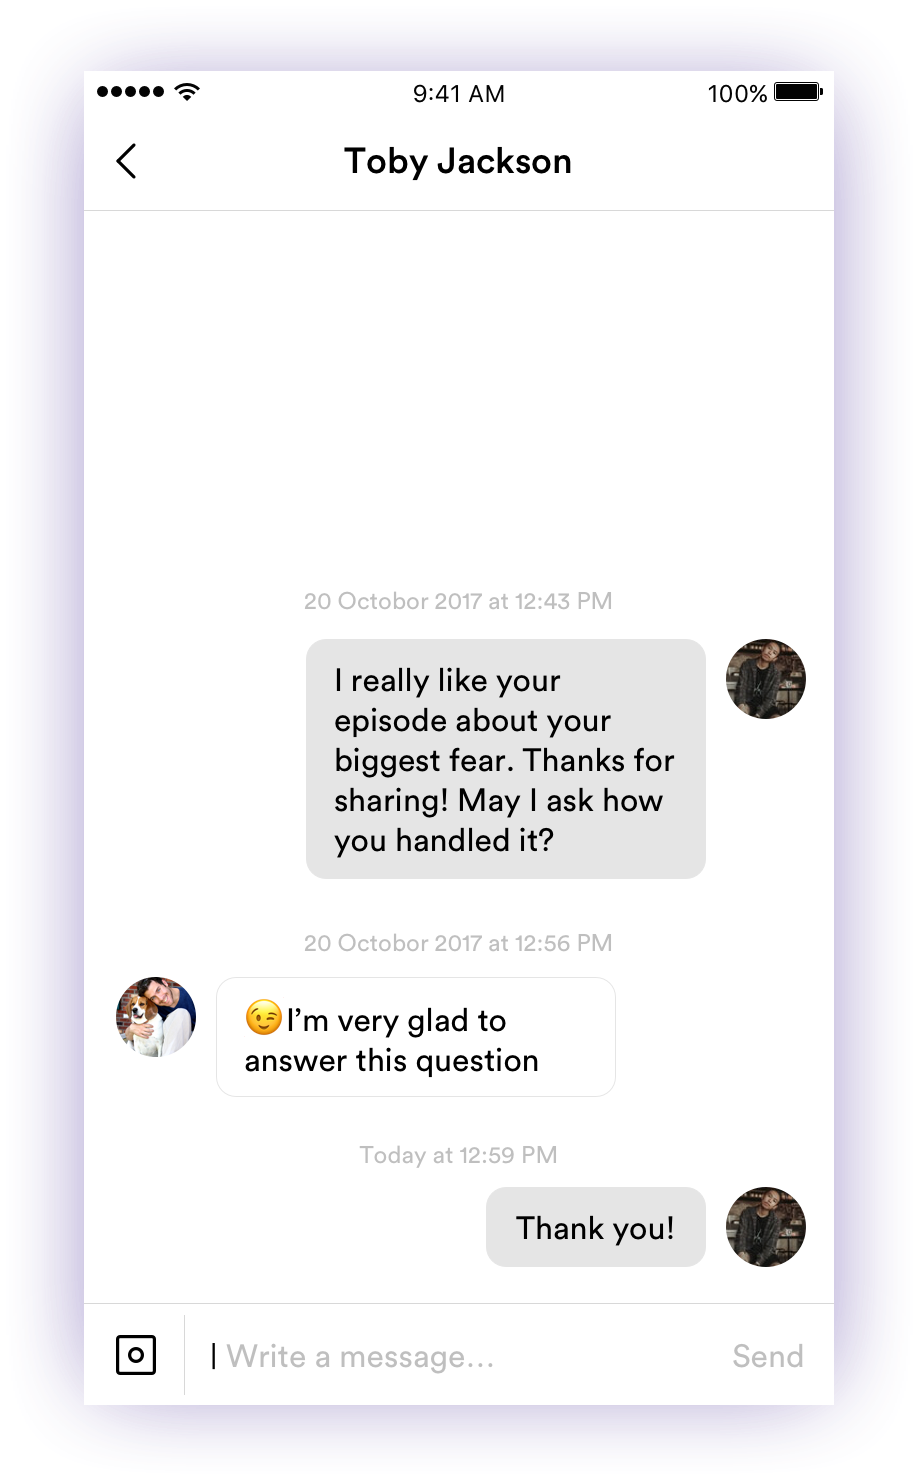 9:41 AM
100%
Toby Jackson
20 Octobor 2017 at 12:43 PM
I really like your
episode about your
biggest fear. Thanks for
sharing! May I ask how
you handled it?
20 Octobor 2017 at 12:56 PM
😉I’m very glad to
answer this question
Today at 12:59 PM
Thank you!
Write a message...
Send